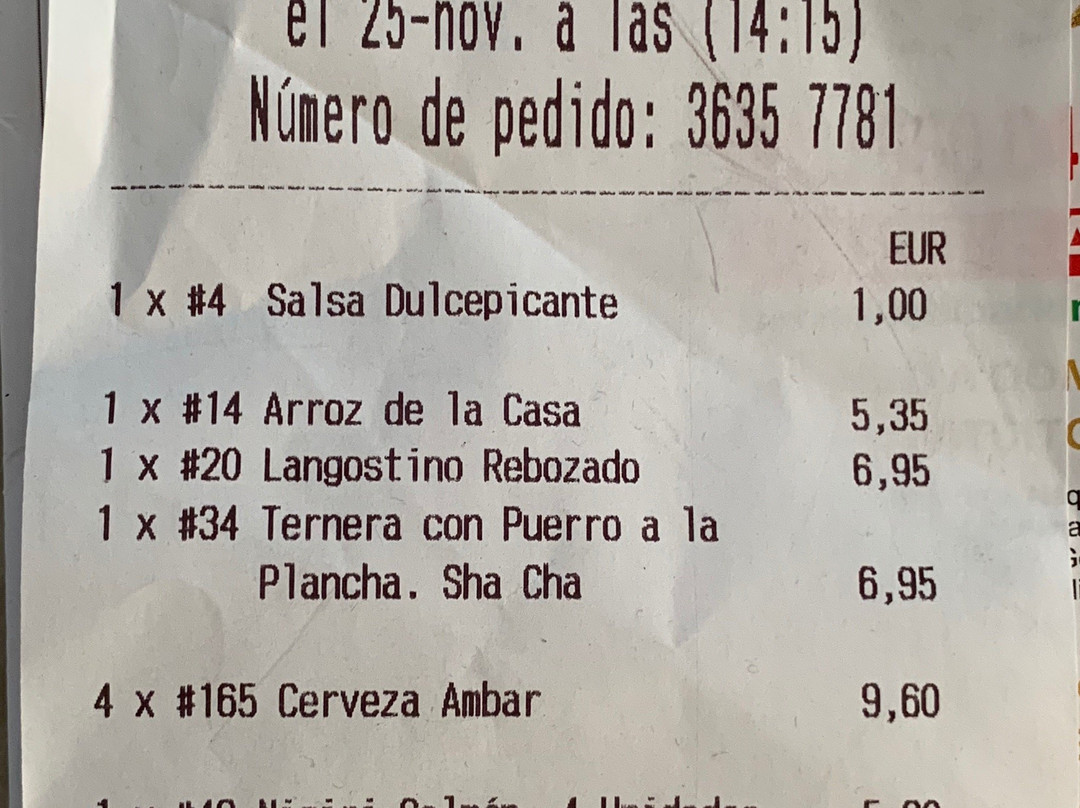 el 25-nov. a las (14:15)
Número de pedido: 3635 7781
EUR
1 x #4 Salsa Dulcepicante 1,00
1 x #14 Arroz de la Casa 5,35
1 x #20 Langostino Rebozado 6,95
1 x #34 Ternera con Puerro a la
Plancha. Sha Cha 6,95
4 x #165 Cerveza Ambar 9,60